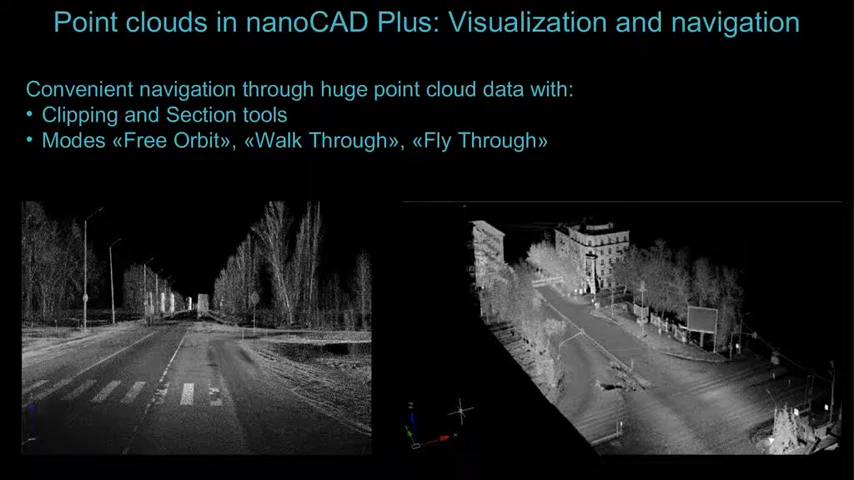 Point clouds in nanoCAD Plus: Visualization and navigation
Convenient navigation through huge point cloud data with:
• Clipping and Section tools
• Modes «Free Orbit», «Walk Through», «Fly Through»